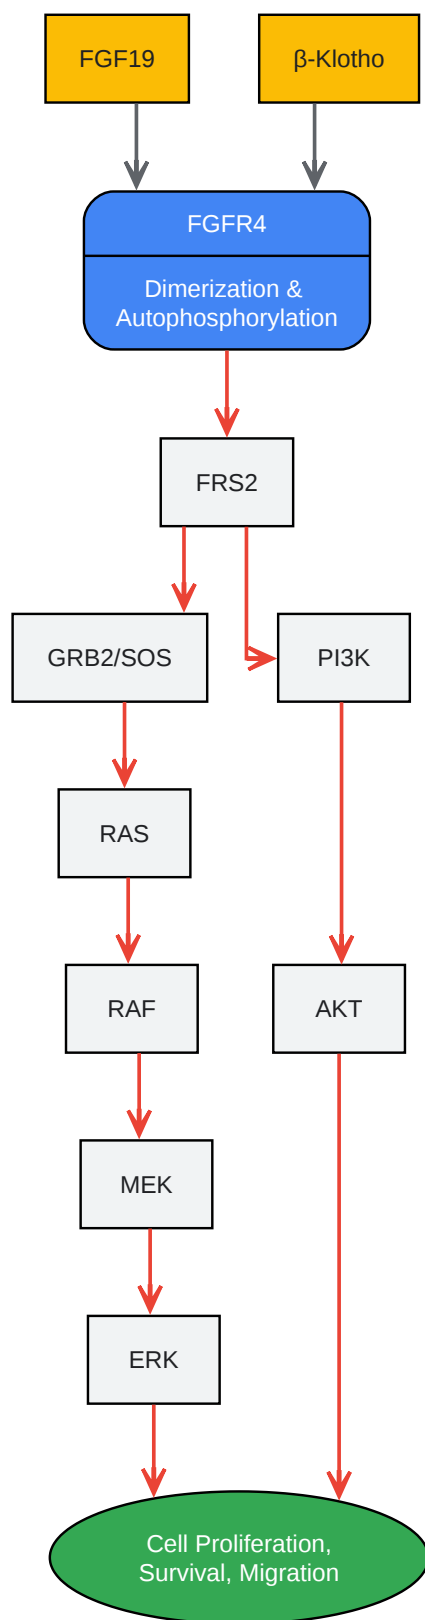 FGF19
β-Klotho
FGFR4
Dimerization &
Autophosphorylation
FRS2
GRB2/SOS
PI3K
RAS
RAF
AKT
MEK
ERK
Cell Proliferation,
Survival, Migration